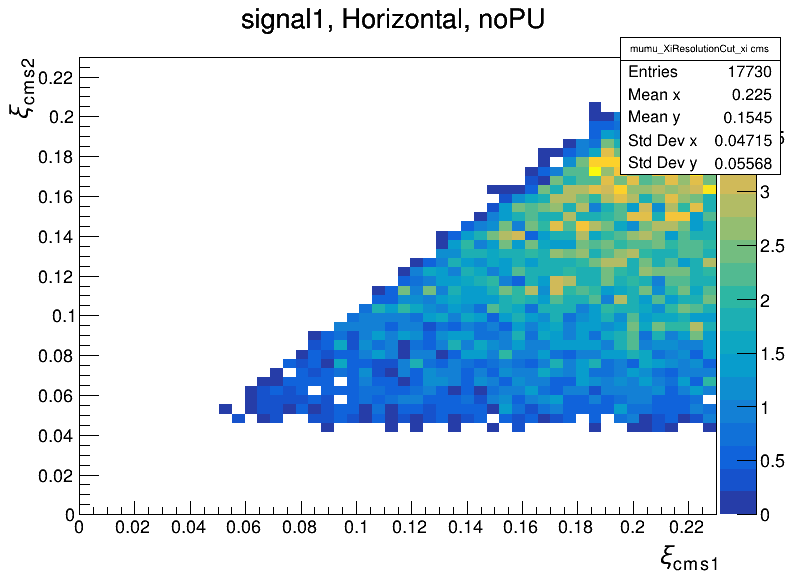 signal1, Horizontal, noPU
mumu_XiResolutionCut_xi cms
Entries 17730
Mean x 0.225
Mean y 0.1545
Std Dev x 0.04715
Std Dev y 0.05568
ξcms2
0.22
0.2
0.18
0.16
0.14
0.12
0.1
0.08
0.06
0.04
0.02
0
3
2.5
2
1.5
1
0.5
0
0 0.02 0.04 0.06 0.08 0.1 0.12 0.14 0.16 0.18 0.2 0.22
ξcms1